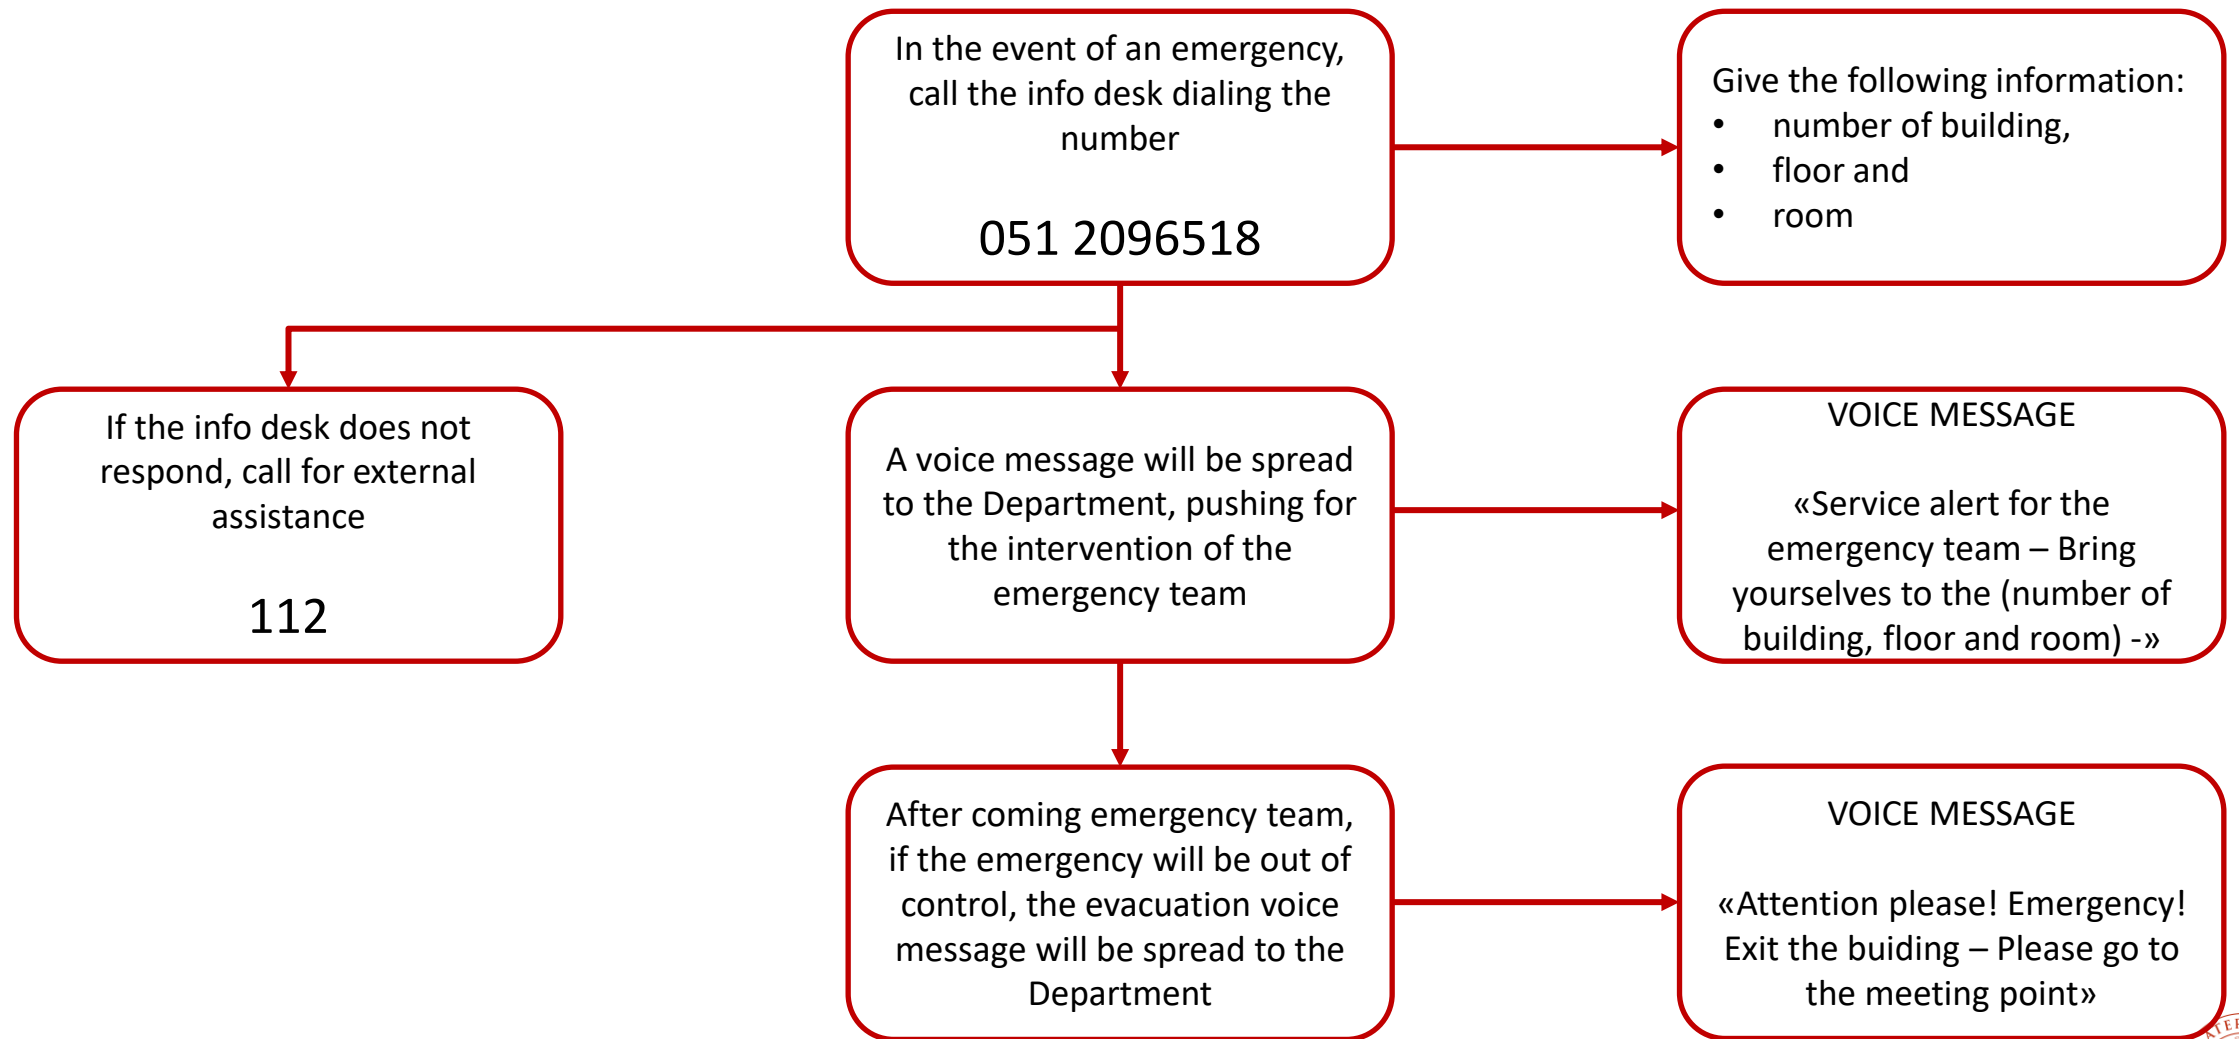 In the event of an emergency,
call the info desk dialing the
number
051 2096518
Give the following information:
• number of building,
• floor and
• room
If the info desk does not
respond, call for external
assistance
112
A voice message will be spread
to the Department, pushing for
the intervention of the
emergency team
VOICE MESSAGE
«Service alert for the
emergency team – Bring
yourselves to the (number of
building, floor and room) -»
After coming emergency team,
if the emergency will be out of
control, the evacuation voice
message will be spread to the
Department
VOICE MESSAGE
«Attention please! Emergency!
Exit the buiding – Please go to
the meeting point»